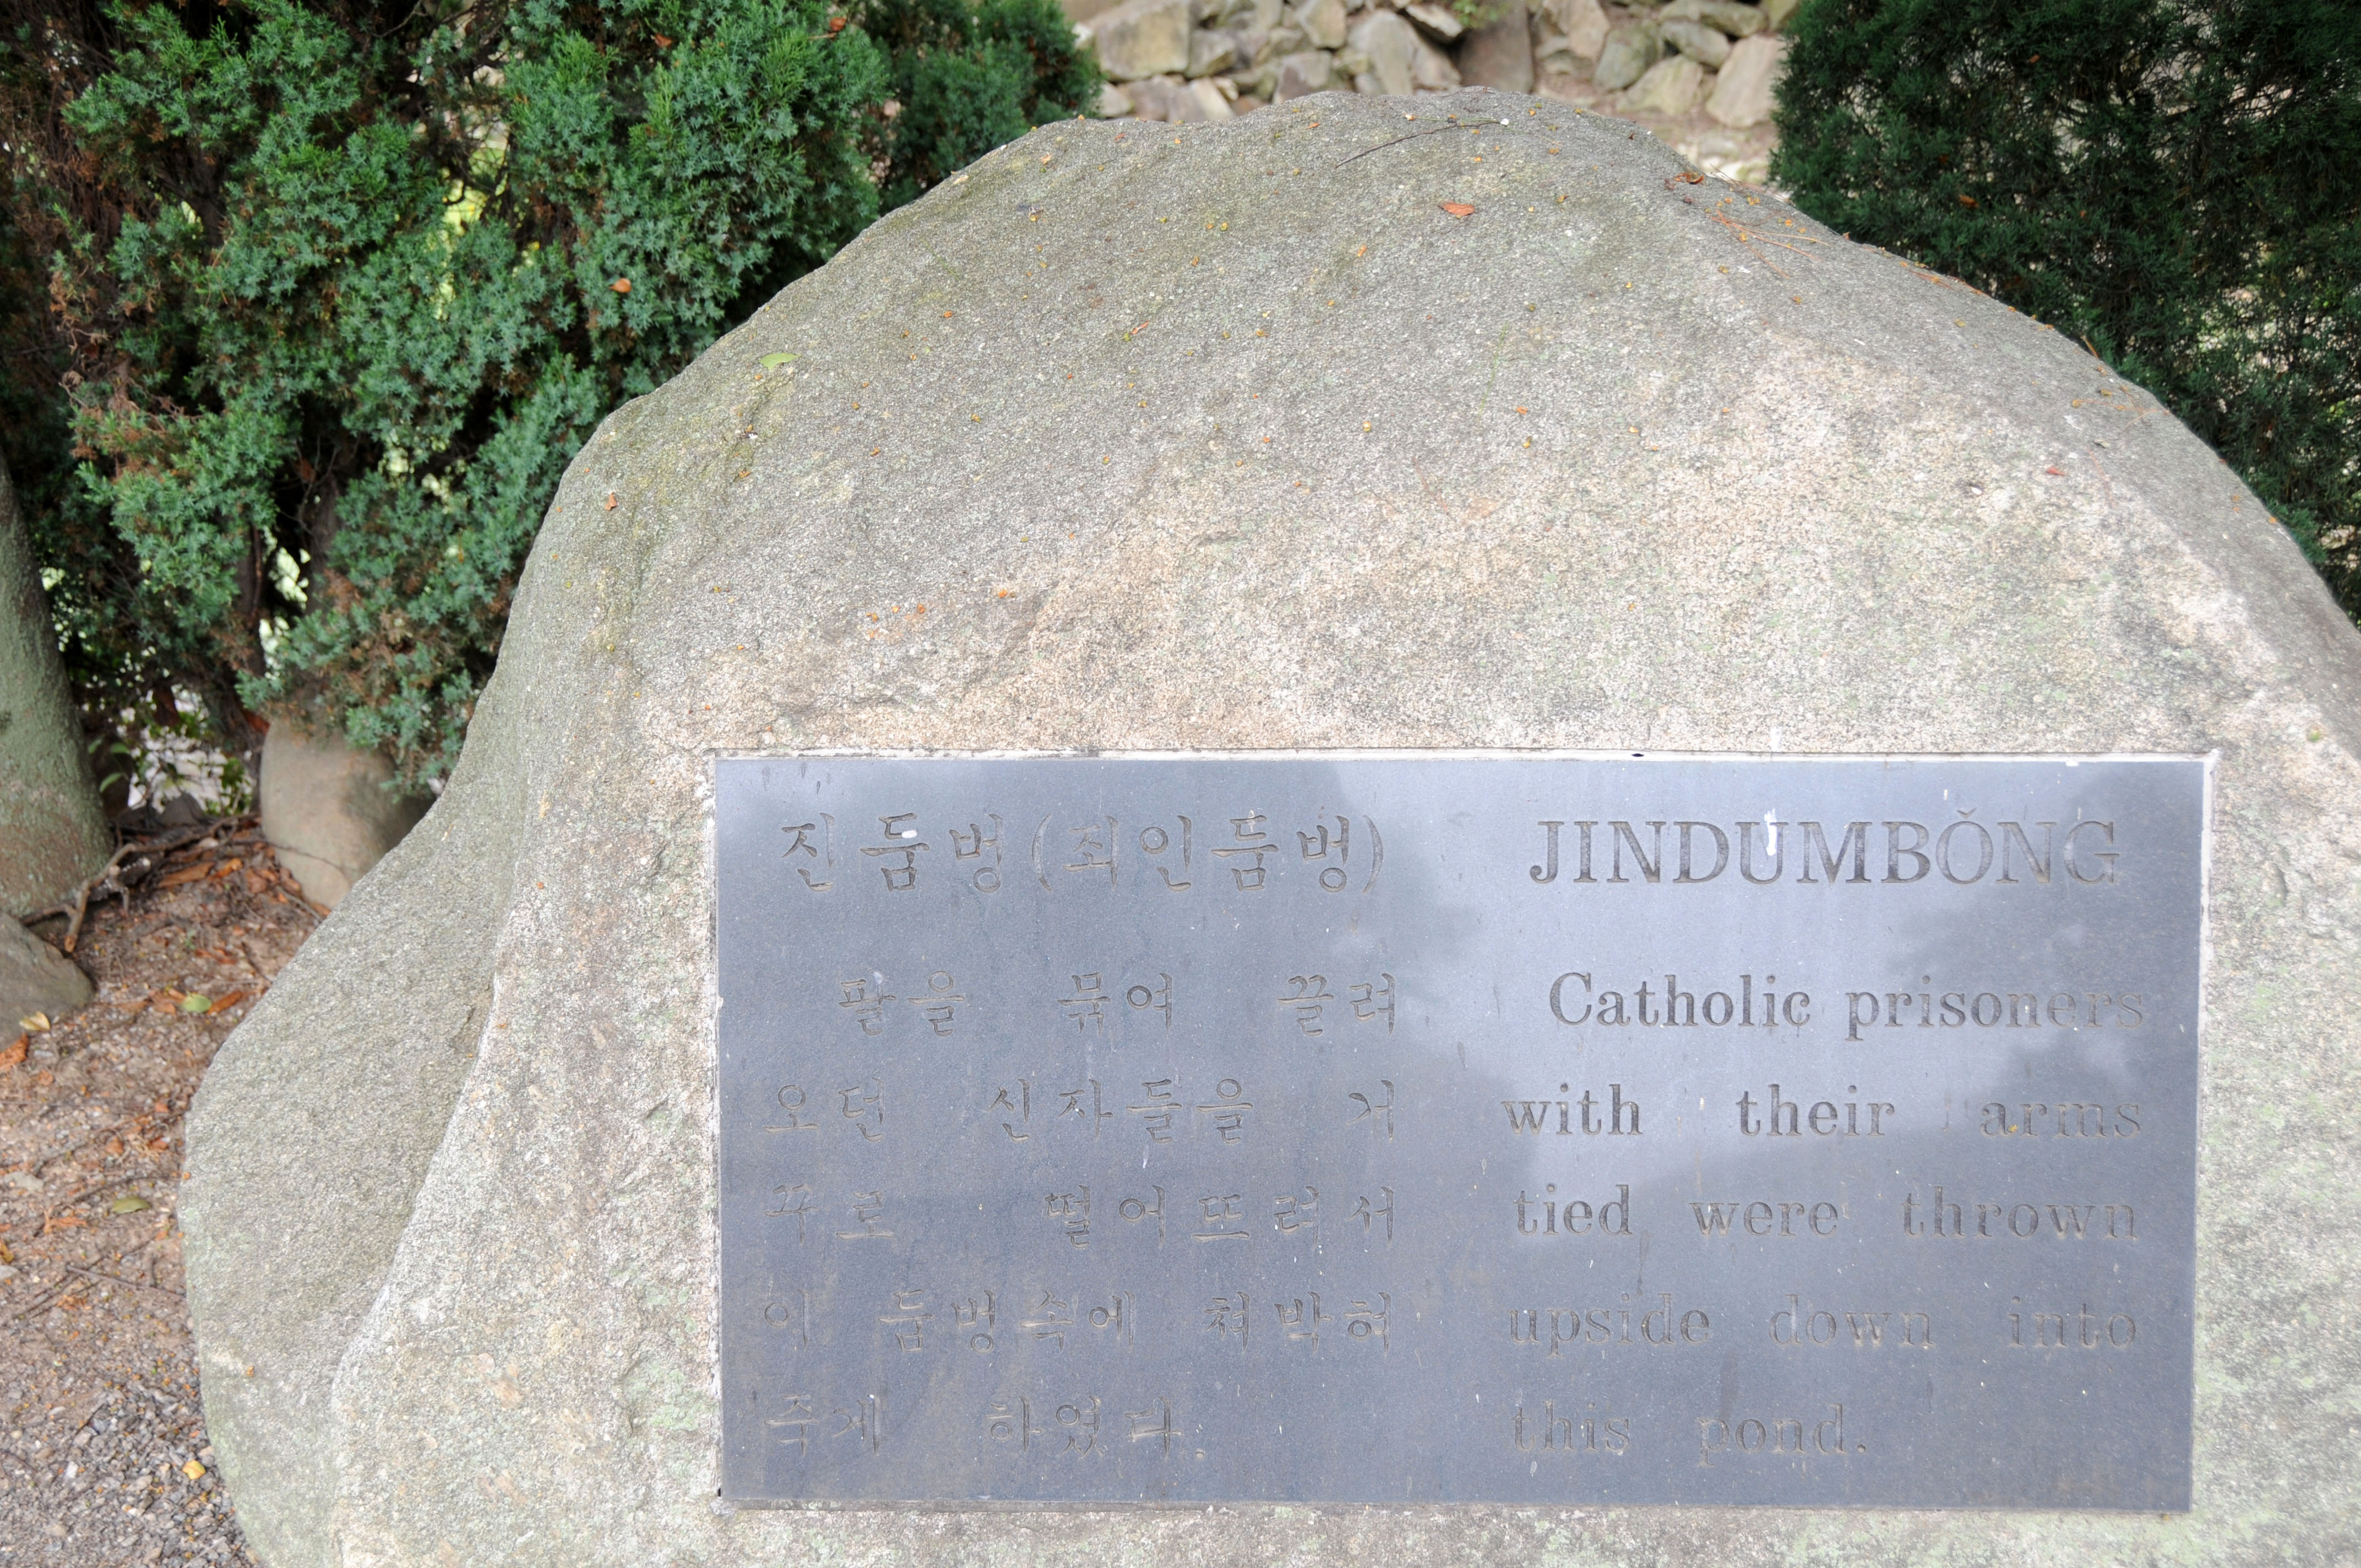 진둠벙(죄인둠벙)
팔을 묶여 끌려
오던 신자들을 거
꾸로 떨어뜨려서
이 둠벙속에 쳐박혀
죽게 하였다.
JINDUMBŎNG
Catholic prisoners
with their arms
tied were thrown
upside down into
this pond.